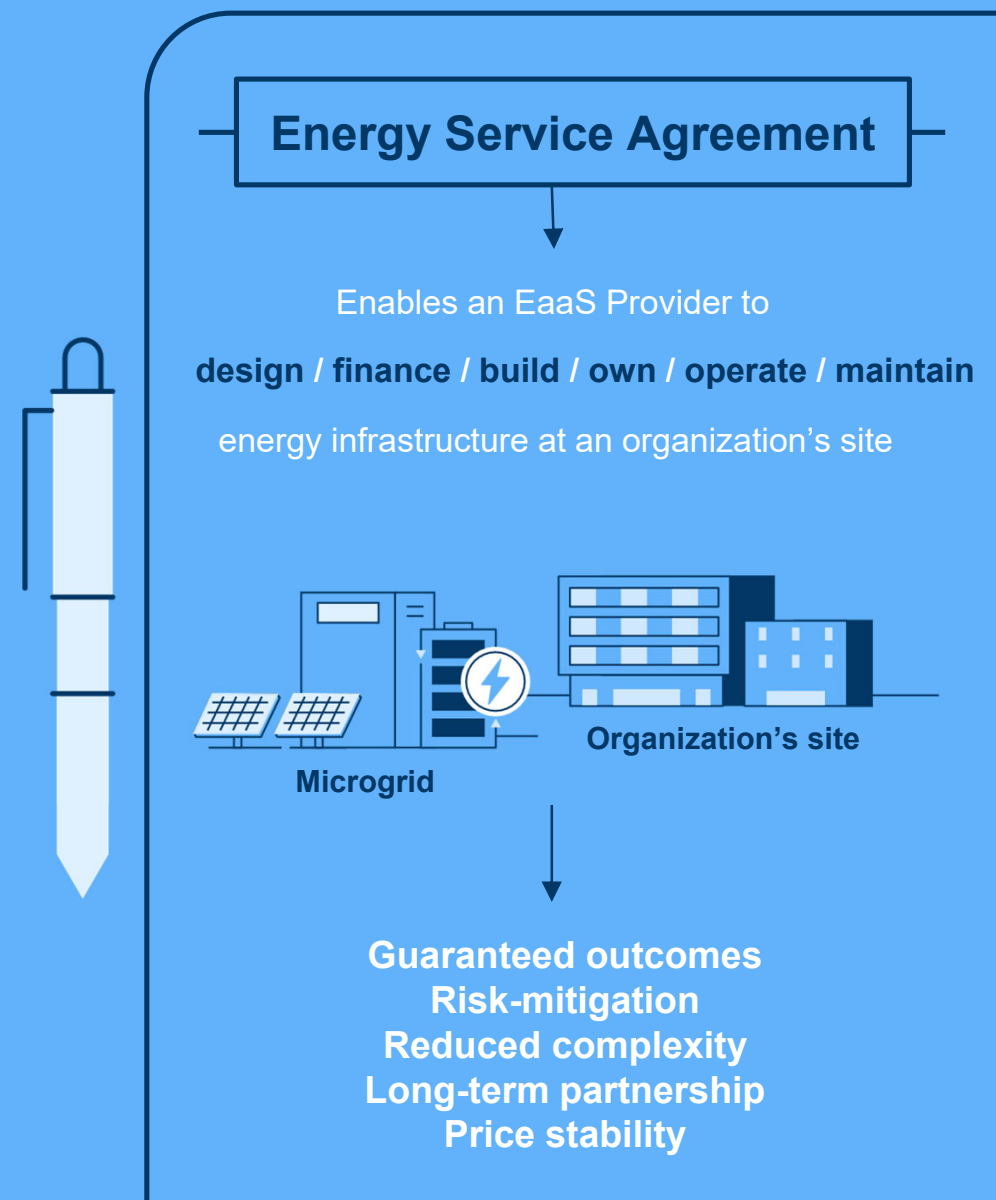 Energy Service Agreement
Enables an EaaS Provider to
design / finance / build / own / operate / maintain
energy infrastructure at an organization’s site
Organization’s site
Microgrid
Guaranteed outcomes
Risk-mitigation
Reduced complexity
Long-term partnership
Price stability